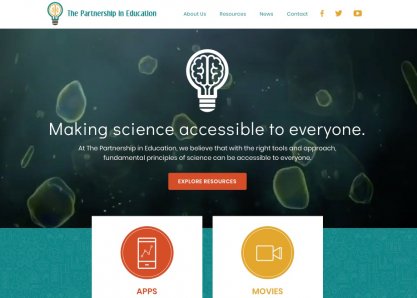 The Partnership in Education
About Us
Resources
News
Contact
Making science accessible to everyone.
At The Partnership in Education, we believe that with the right tools and approach,
fundamental principles of science can be accessible to everyone.
EXPLORE RESOURCES
APPS
MOVIES